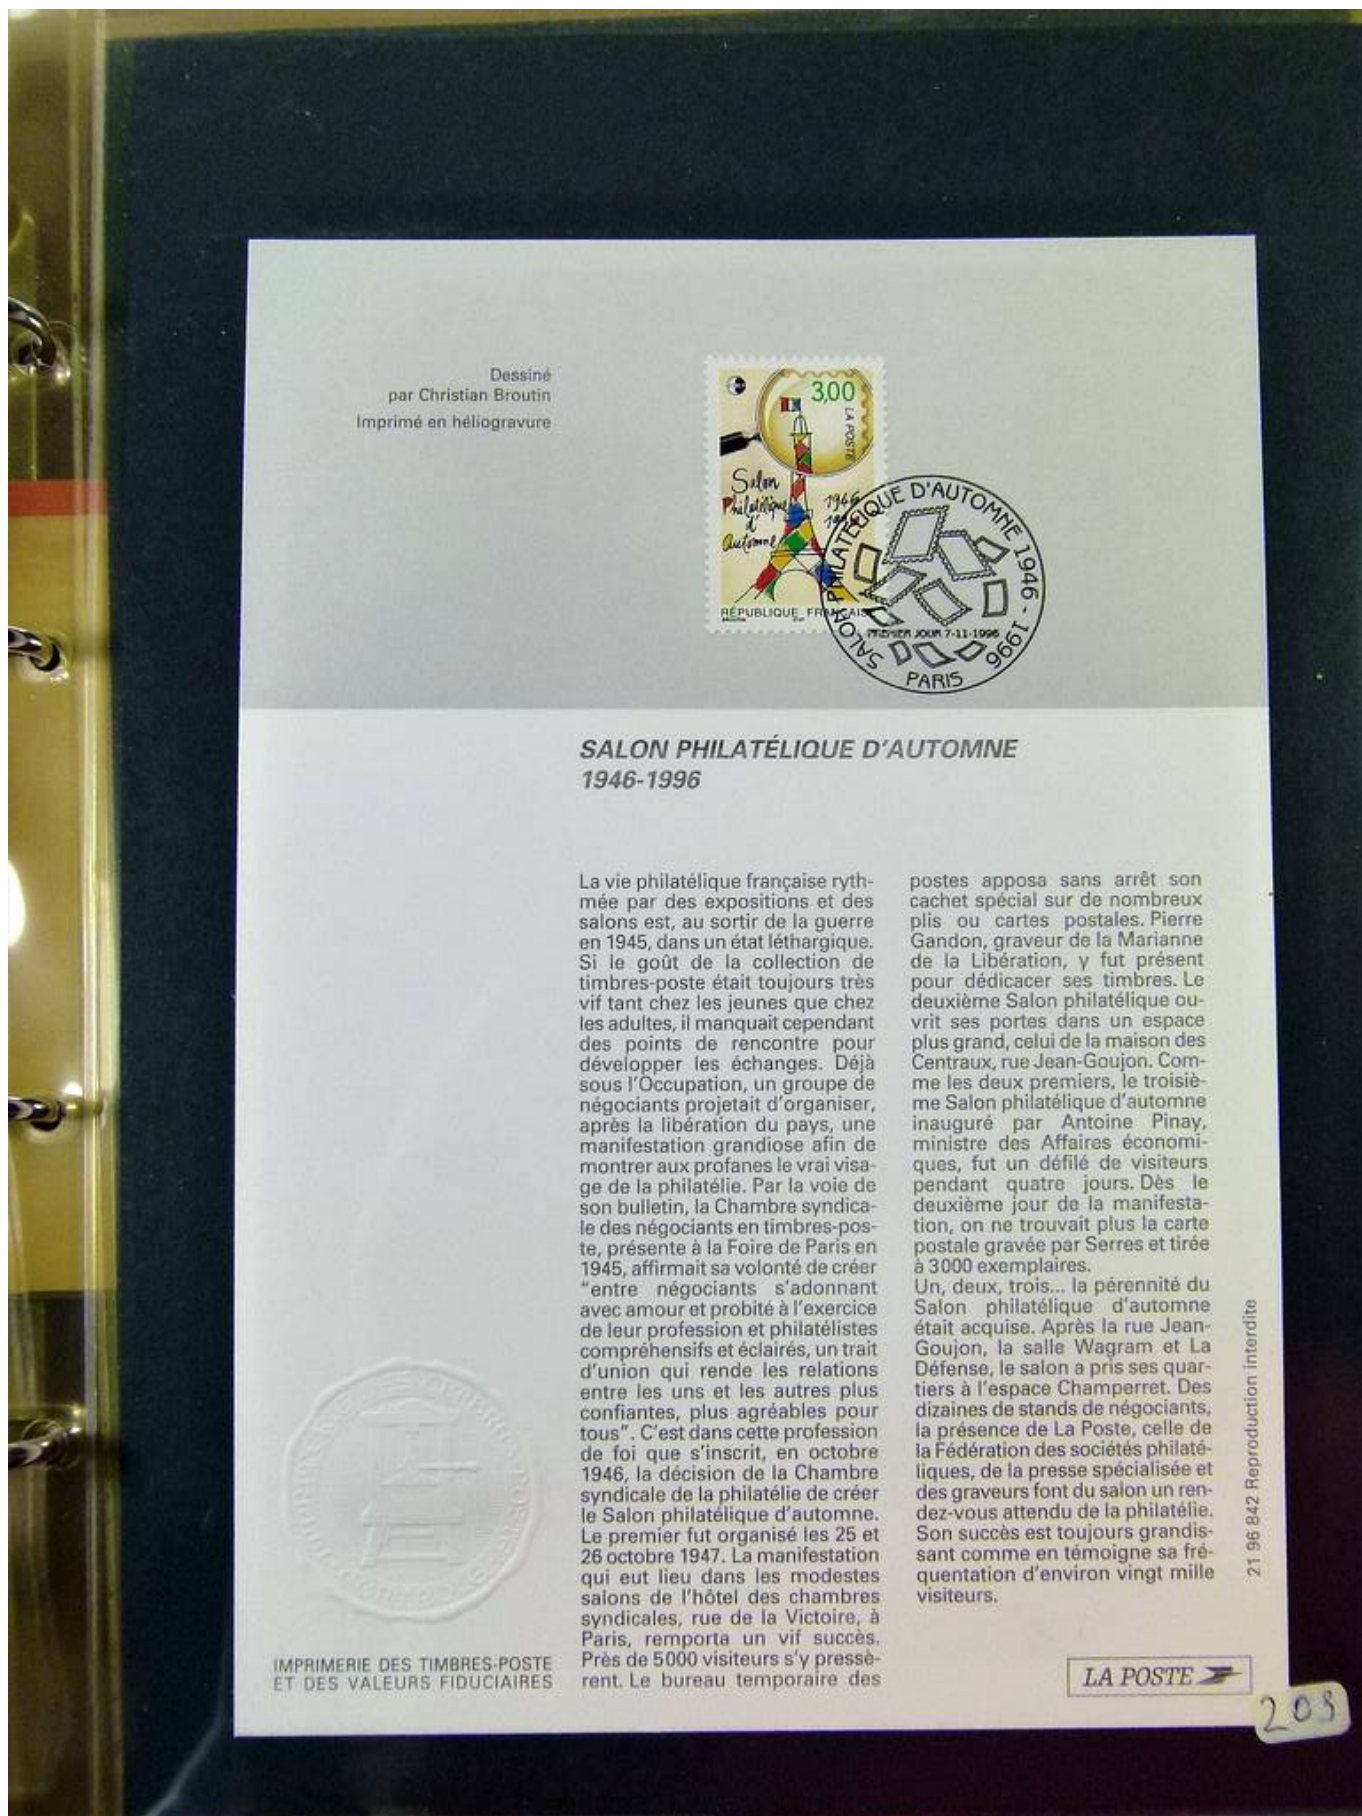 Dessiné
par Christian Broutin
Imprimé en héliogravure
3,00
LA POSTE
Salon
Philatélique
d'
Automne
1946
RÉPUBLIQUE FRANÇAISE
SALON PHILATÉLIQUE D'AUTOMNE 1946 - 1996
PREMIER JOUR 7-11-1996
PARIS
SALON PHILATÉLIQUE D'AUTOMNE
1946-1996
La vie philatélique française ryth-
mée par des expositions et des
salons est, au sortir de la guerre
en 1945, dans un état léthargique.
Si le goût de la collection de
timbres-poste était toujours très
vif tant chez les jeunes que chez
les adultes, il manquait cependant
des points de rencontre pour
développer les échanges. Déjà
sous l'Occupation, un groupe de
négociants projetait d'organiser,
après la libération du pays, une
manifestation grandiose afin de
montrer aux profanes le vrai visa-
ge de la philatélie. Par la voie de
son bulletin, la Chambre syndica-
le des négociants en timbres-pos-
te, présente à la Foire de Paris en
1945, affirmait sa volonté de créer
"entre négociants s'adonnant
avec amour et probité à l'exercice
de leur profession et philatélistes
compréhensifs et éclairés, un trait
d'union qui rende les relations
entre les uns et les autres plus
confiantes, plus agréables pour
tous". C'est dans cette profession
de foi que s'inscrit, en octobre
1946, la décision de la Chambre
syndicale de la philatélie de créer
le Salon philatélique d'automne.
Le premier fut organisé les 25 et
26 octobre 1947. La manifestation
qui eut lieu dans les modestes
salons de l'hôtel des chambres
syndicales, rue de la Victoire, à
Paris, remporta un vif succès.
Près de 5000 visiteurs s'y pressè-
rent. Le bureau temporaire des
postes apposa sans arrêt son
cachet spécial sur de nombreux
plis ou cartes postales. Pierre
Gandon, graveur de la Marianne
de la Libération, y fut présent
pour dédicacer ses timbres. Le
deuxième Salon philatélique ou-
vrit ses portes dans un espace
plus grand, celui de la maison des
Centraux, rue Jean-Goujon. Com-
me les deux premiers, le troisiè-
me Salon philatélique d'automne
inauguré par Antoine Pinay,
ministre des Affaires économi-
ques, fut un défilé de visiteurs
pendant quatre jours. Dès le
deuxième jour de la manifesta-
tion, on ne trouvait plus la carte
postale gravée par Serres et tirée
à 3000 exemplaires.
Un, deux, trois... la pérennité du
Salon philatélique d'automne
était acquise. Après la rue Jean-
Goujon, la salle Wagram et La
Défense, le salon a pris ses quar-
tiers à l'espace Champerret. Des
dizaines de stands de négociants,
la présence de La Poste, celle de
la Fédération des sociétés philaté-
liques, de la presse spécialisée et
des graveurs font du salon un ren-
dez-vous attendu de la philatélie.
Son succès est toujours grandis-
sant comme en témoigne sa fré-
quentation d'environ vingt mille
visiteurs.
21 96 842 Reproduction interdite
IMPRIMERIE DES TIMBRES-POSTE
ET DES VALEURS FIDUCIAIRES
LA POSTE
209